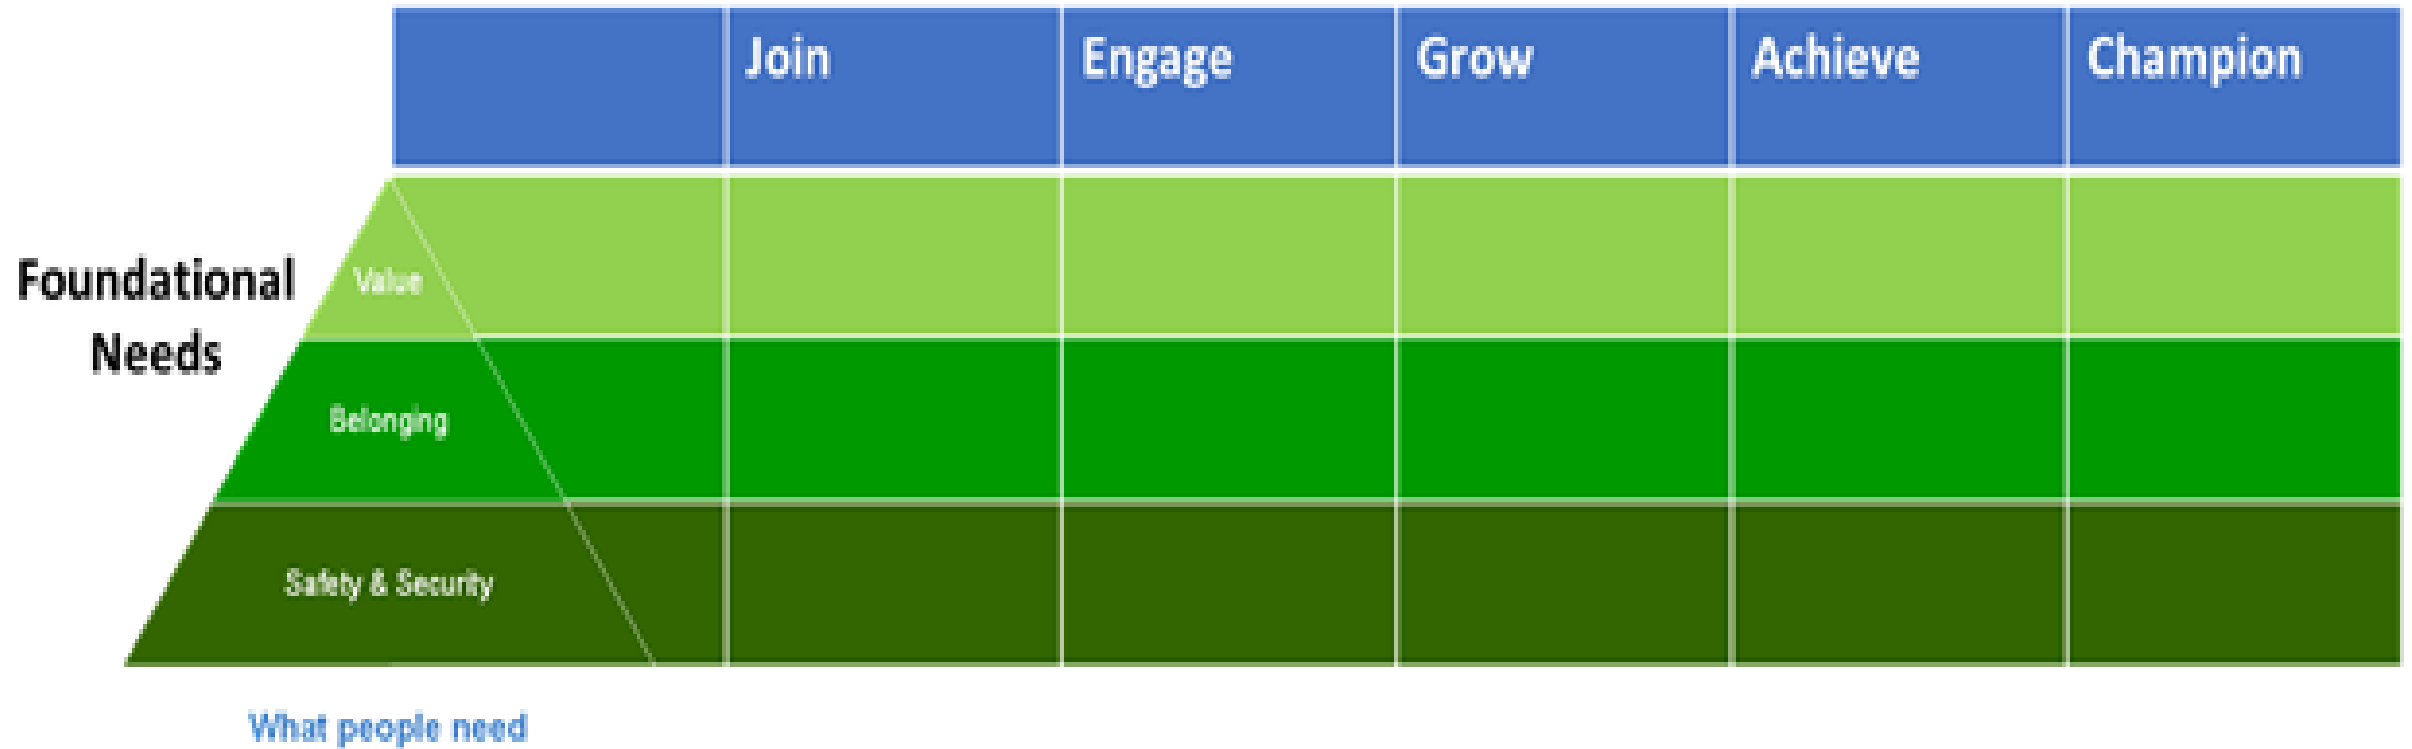 Join
Engage
Grow
Achieve
Champion
Foundational
Needs
Value
Belonging
Safety & Security
What people need